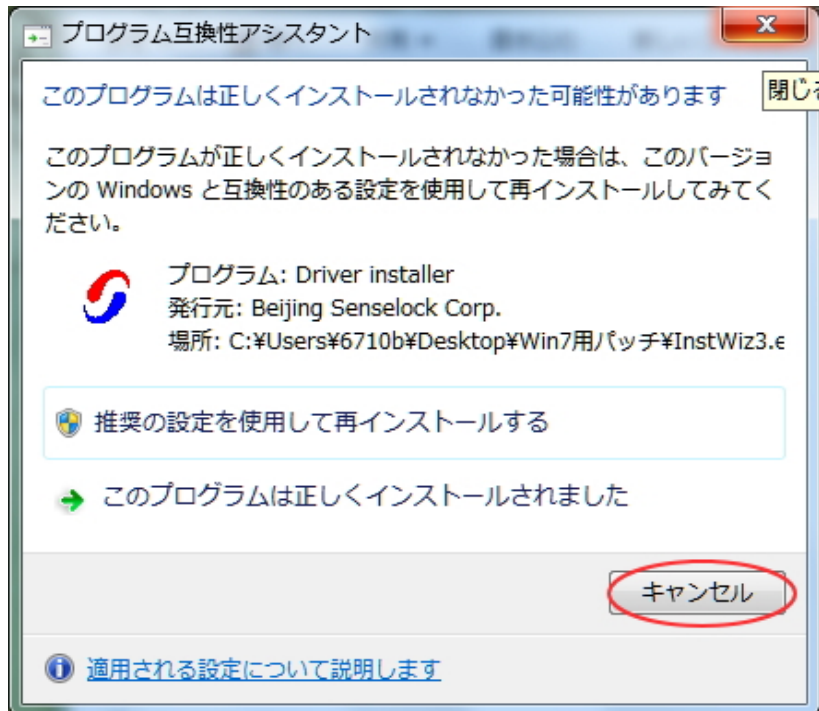 プログラム互換性アシスタント
X
このプログラムは正しくインストールされなかった可能性があります
閉じ
このプログラムが正しくインストールされなかった場合は、このバージョ
ンの Windows と互換性のある設定を使用して再インストールしてみてく
ださい。
プログラム: Driver installer
発行元: Beijing Senselock Corp.
場所: C:¥Users¥6710b¥Desktop¥Win7用パッチ¥InstWiz3.e
推奨の設定を使用して再インストールする
このプログラムは正しくインストールされました
キャンセル
適用される設定について説明します